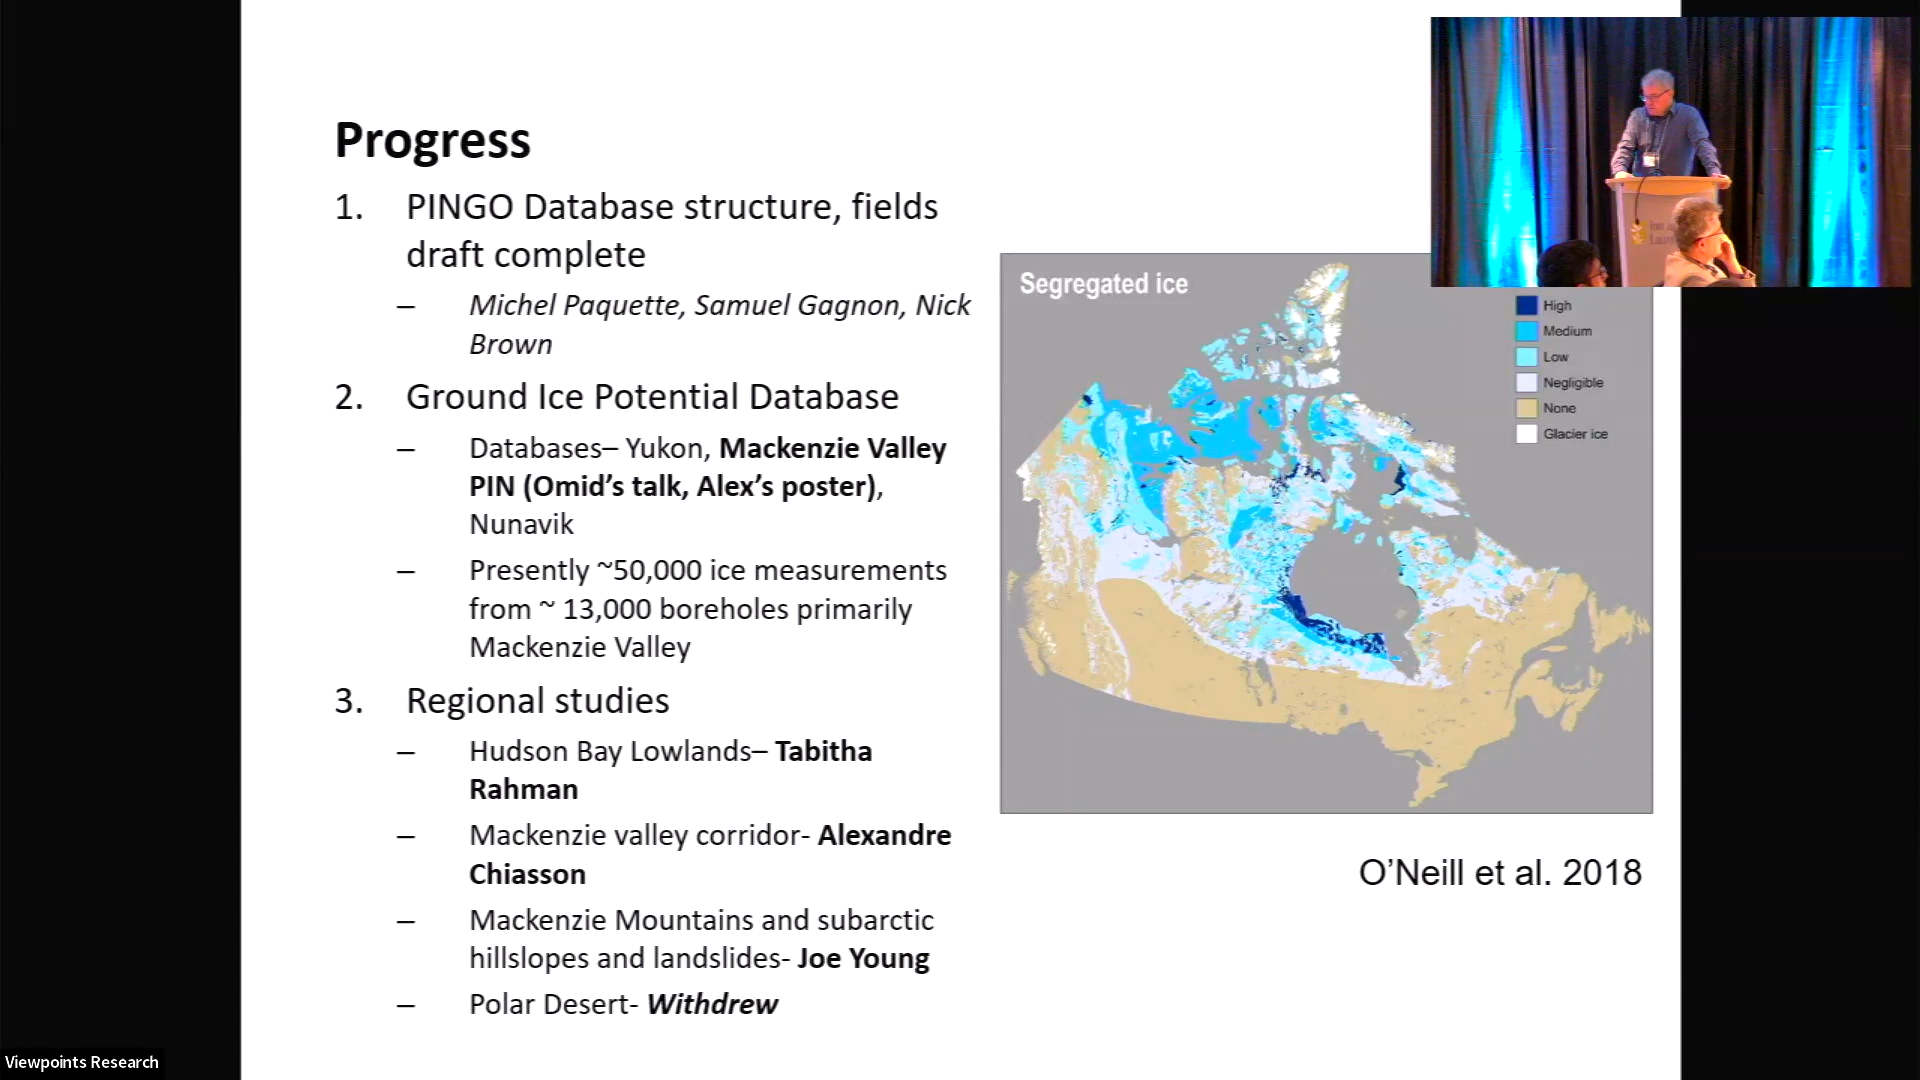 Progress
1. PINGO Database structure, fields
draft complete
– Michel Paquette, Samuel Gagnon, Nick
Brown
2. Ground Ice Potential Database
– Databases– Yukon, Mackenzie Valley
PIN (Omid’s talk, Alex’s poster),
Nunavik
– Presently ~50,000 ice measurements
from ~ 13,000 boreholes primarily
Mackenzie Valley
3. Regional studies
– Hudson Bay Lowlands– Tabitha
Rahman
– Mackenzie valley corridor- Alexandre
Chiasson
– Mackenzie Mountains and subarctic
hillslopes and landslides- Joe Young
– Polar Desert- Withdrew
Segregated ice
High
Medium
Low
Negligible
None
Glacier ice
O’Neill et al. 2018
Viewpoints Research